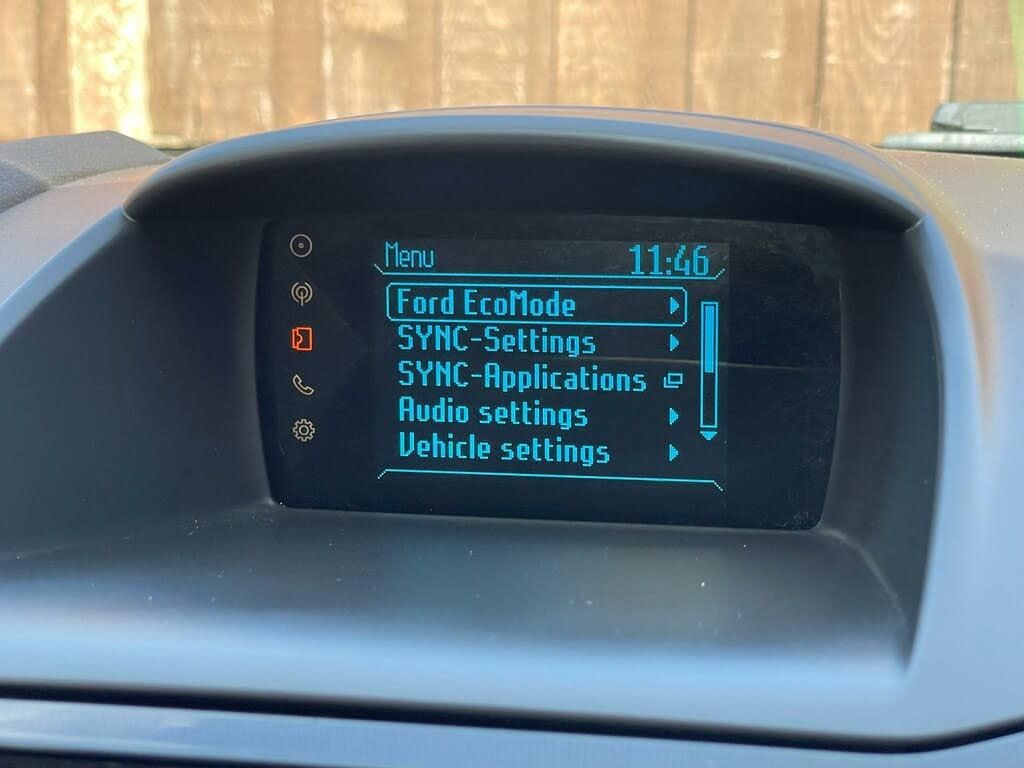 Menu 11:46
Ford EcoMode
SYNC-Settings
SYNC-Applications
Audio settings
Vehicle settings